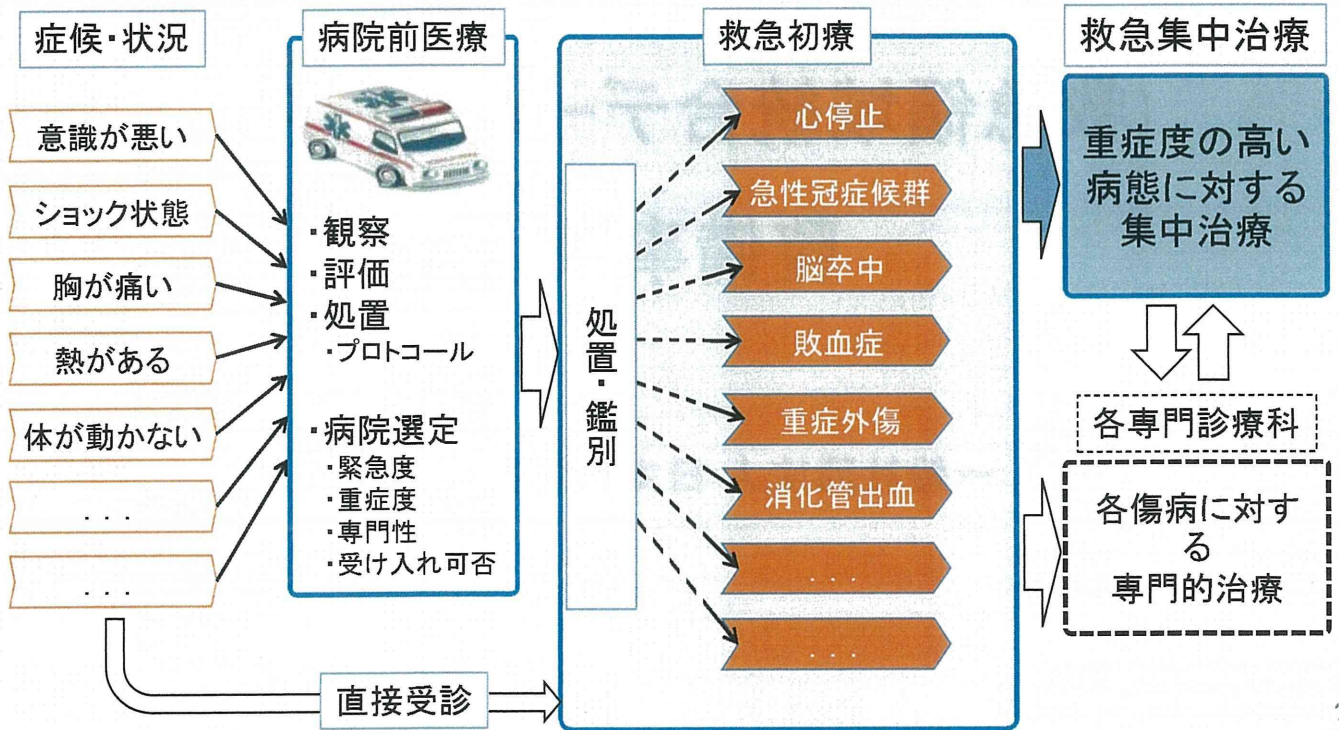 症候・状況
意識が悪い
ショック状態
胸が痛い
熱がある
体が動かない
...
...
病院前医療
・観察
・評価
・処置
・プロトコール
・病院選定
・緊急度
・重症度
・専門性
・受け入れ可否
直接受診
救急初療
処置・鑑別
心停止
急性冠症候群
脳卒中
敗血症
重症外傷
消化管出血
...
...
救急集中治療
重症度の高い
病態に対する
集中治療
各専門診療科
各傷病に対す
る
専門的治療